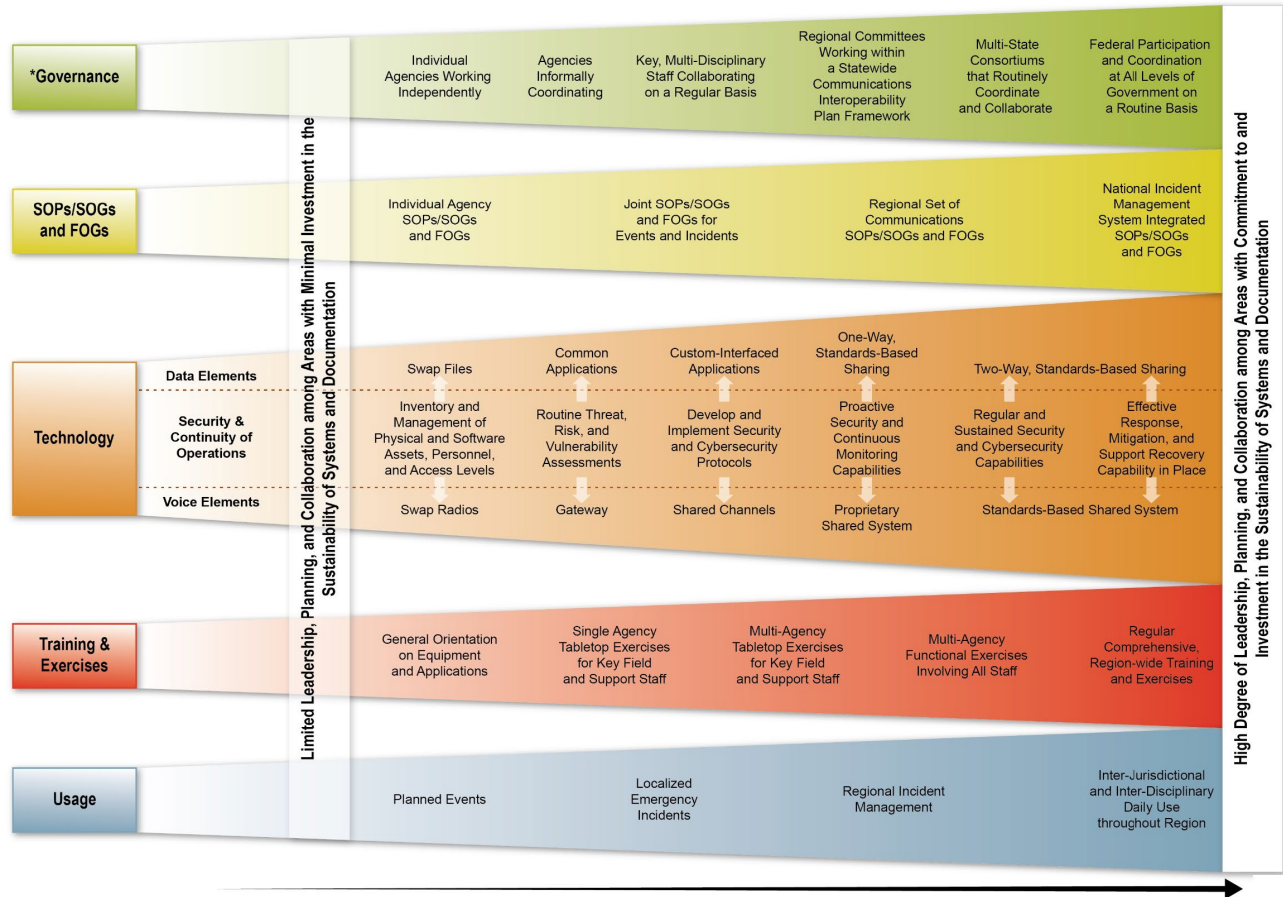 *Governance
Individual
Agencies Working
Independently
Agencies
Informally
Coordinating
Key, Multi-Disciplinary
Staff Collaborating
on a Regular Basis
Regional Committees
Working within
a Statewide
Communications
Interoperability
Plan Framework
Multi-State
Consortiums
that Routinely
Coordinate
and Collaborate
Federal Participation
and Coordination
at All Levels of
Government on
a Routine Basis
SOPs/SOGs
and FOGs
Individual Agency
SOPs/SOGs
and FOGs
Joint SOPs/SOGs
and FOGs for
Events and Incidents
Regional Set of
Communications
SOPs/SOGs and FOGs
National Incident
Management
System Integrated
SOPs/SOGs
and FOGs
Technology
Data Elements
Swap Files
Common
Applications
Custom-Interfaced
Applications
One-Way,
Standards-Based
Sharing
Two-Way, Standards-Based Sharing
Security &
Continuity of
Operations
Inventory and
Management of
Physical and Software
Assets, Personnel,
and Access Levels
Routine Threat,
Risk, and
Vulnerability
Assessments
Develop and
Implement Security
and Cybersecurity
Protocols
Proactive
Security and
Continuous
Monitoring
Capabilities
Regular and
Sustained Security
and Cybersecurity
Capabilities
Effective
Response,
Mitigation, and
Support Recovery
Capability in Place
Voice Elements
Swap Radios
Gateway
Shared Channels
Proprietary
Shared System
Standards-Based Shared System
Training &
Exercises
General Orientation
on Equipment
and Applications
Single Agency
Tabletop Exercises
for Key Field
and Support Staff
Multi-Agency
Tabletop Exercises
for Key Field
and Support Staff
Multi-Agency
Functional Exercises
Involving All Staff
Regular
Comprehensive,
Region-wide Training
and Exercises
Usage
Planned Events
Localized
Emergency
Incidents
Regional Incident
Management
Inter-Jurisdictional
and Inter-Disciplinary
Daily Use
throughout Region
Limited Leadership, Planning, and Collaboration among Areas with Minimal Investment in the
Sustainability of Systems and Documentation
High Degree of Leadership, Planning, and Collaboration among Areas with Commitment to and
Investment in the Sustainability of Systems and Documentation